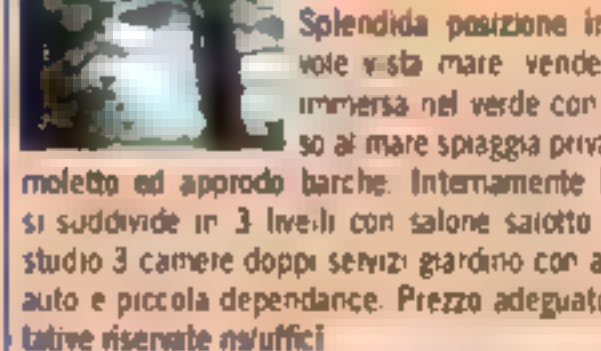 Splendida posizione in
vole vista mare vende
immersa nel verde con
so al mare spiaggia priva
moletto ed approdo barche. Internamente
si suddivide in 3 livelli con salone salotto
studio 3 camere doppi servizi giardino con a
auto e piccola dependance. Prezzo adeguato
tative riservate ns/uffici